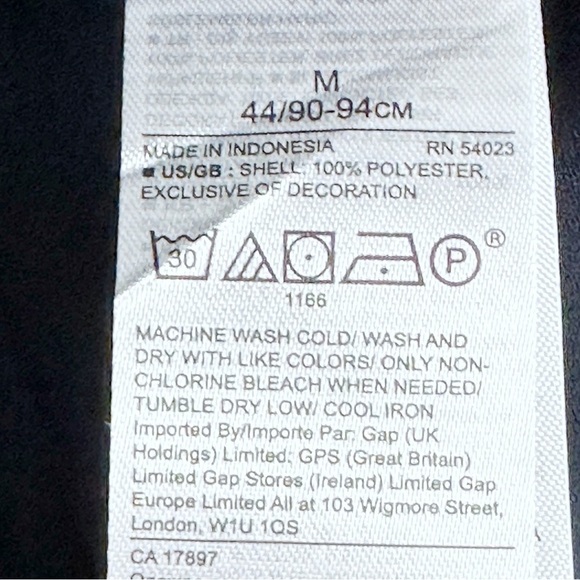 M
44/90-94CM
MADE IN INDONESIA RN 54023
■ US/GB : SHELL: 100% POLYESTER,
EXCLUSIVE OF DECORATION
30 P ®
1166
MACHINE WASH COLD/ WASH AND
DRY WITH LIKE COLORS/ ONLY NON-
CHLORINE BLEACH WHEN NEEDED/
TUMBLE DRY LOW/ COOL IRON
Imported By/Importe Par: Gap (UK
Holdings) Limited: GPS (Great Britain)
Limited Gap Stores (Ireland) Limited Gap
Europe Limited All at 103 Wigmore Street,
London, W1U 1QS
CA 17897